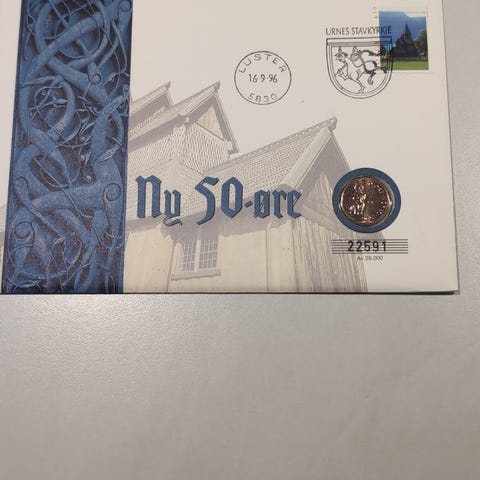 URNES STAVKYRKJE
LUSTER
16-9-96
5830
Ny 50-øre
22591
Av 28.000